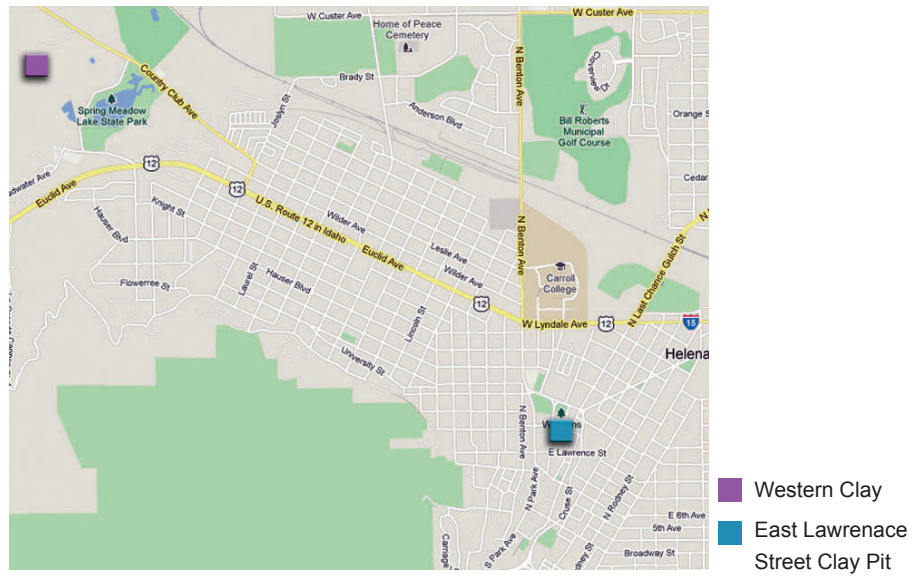 W Custer Ave
W Custer Ave
Home of Peace
Cemetery
Country Club Ave
Brady St
N Benton Ave
Cloverview Dr
Joslyn St
Anderson Blvd
Spring Meadow
Lake State Park
Bill Roberts
Municipal
Golf Course
Orange S
12
Cedar
Euclid Ave
12
Knight St
U.S. Route 12 in Idaho
Wilder Ave
Hauser Blvd
Euclid Ave
Leslie Ave
N Benton Ave
N Last Chance Gulch St
Wilder Ave
Carroll
College
Flowerree St
Laurel St
Hauser Blvd
12
Lincoln St
W Lyndale Ave
12
15
University St
Helena
N Benton Ave
E Lawrence St
N Park Ave
Cruse St
N Rodney St
E 6th Ave
5th Ave
S Park Ave
Broadway St
Western Clay
East Lawrenace
Street Clay Pit